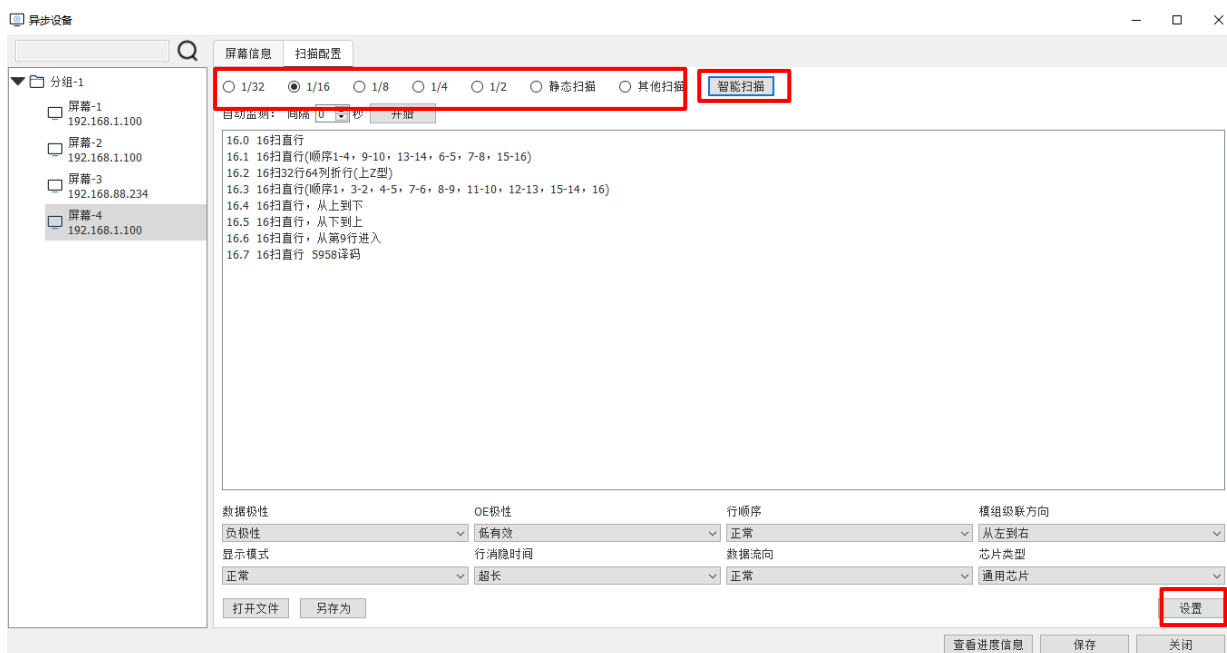 异步设备
屏幕信息 扫描配置
分组-1
屏幕-1
192.168.1.100
屏幕-2
192.168.1.100
屏幕-3
192.168.88.234
屏幕-4
192.168.1.100
1/32 1/16 1/8 1/4 1/2 静态扫描 其他扫描 智能扫描
自动监测: 间隔 0 秒 开始
16.0 16扫直行
16.1 16扫直行(顺序1-4，9-10，13-14，6-5，7-8，15-16)
16.2 16扫32行64列折行(上Z型)
16.3 16扫直行(顺序1，3-2，4-5，7-6，8-9，11-10，12-13，15-14，16)
16.4 16扫直行，从上到下
16.5 16扫直行，从下到上
16.6 16扫直行，从第9行进入
16.7 16扫直行 5958译码
数据极性 OE极性 行顺序 模组级联方向
负极性 低有效 正常 从左到右
显示模式 行消隐时间 数据流向 芯片类型
正常 超长 正常 通用芯片
打开文件 另存为 设置
查看进度信息 保存 关闭